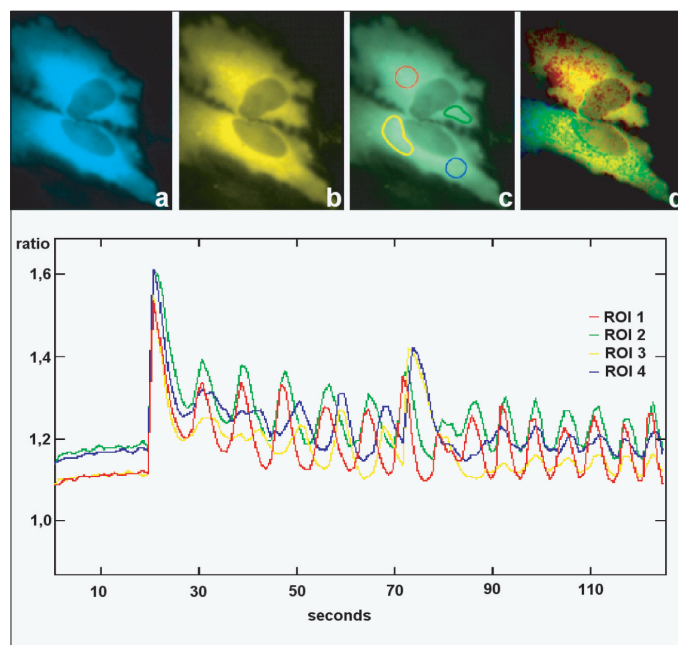 a b c d
ratio
1,6
1,4
1,2
1,0
ROI 1
ROI 2
ROI 3
ROI 4
10 30 50 70 90 110
seconds